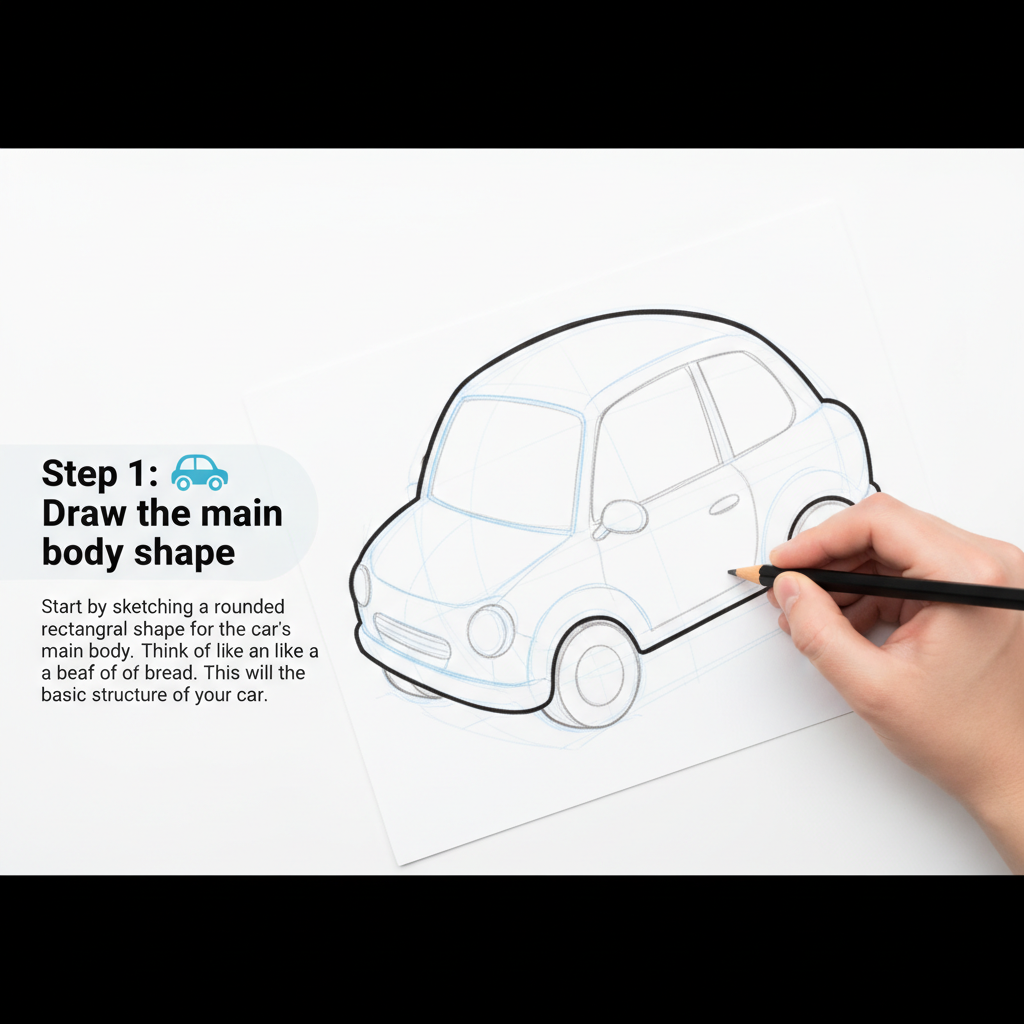 Step 1:
Draw the main
body shape
Start by sketching a rounded
rectangral shape for the car's
main body. Think of like an like a
a beaf of of bread. This will the
basic structure of your car.